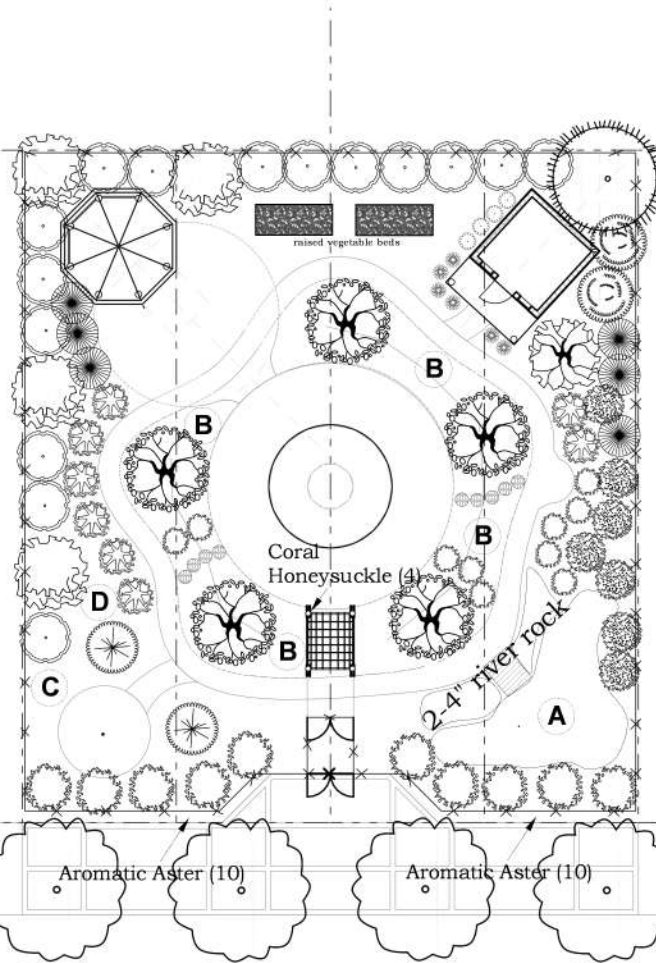 raised vegetable beds
B
B
Coral
Honeysuckle (4)
B
D
2-4" river rock
B
C
A
Aromatic Aster (10)
Aromatic Aster (10)